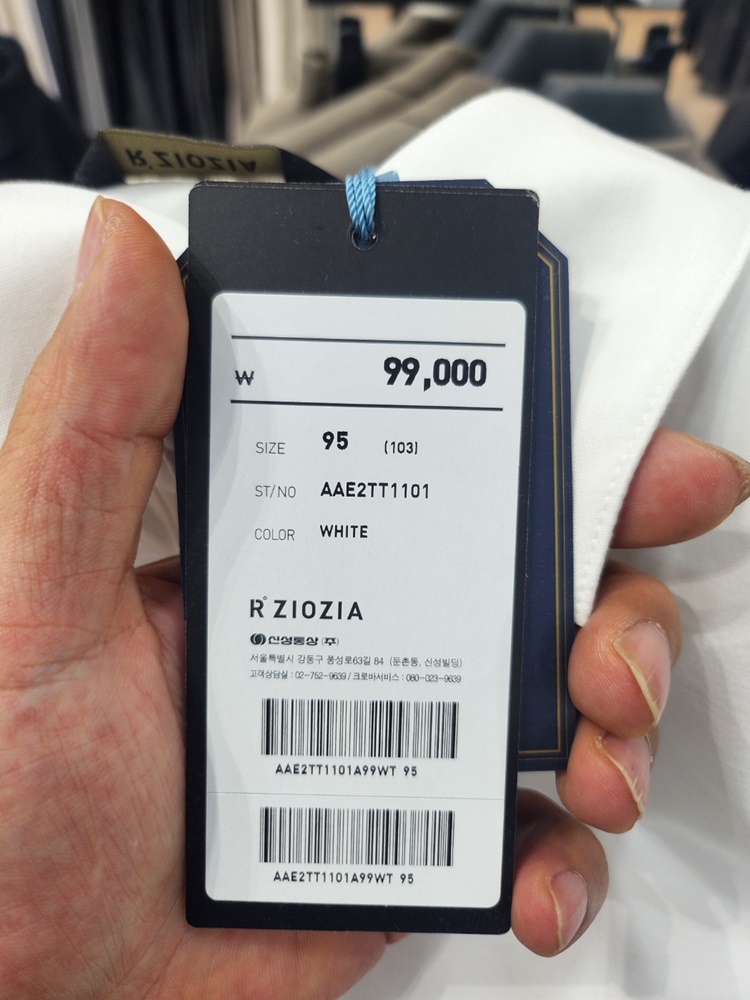 R°ZIOZIA
₩ 99,000
SIZE 95 (103)
ST/NO AAE2TT1101
COLOR WHITE
R°ZIOZIA
신성통상(주)
서울특별시 강동구 풍성로63길 84 (둔촌동, 신성빌딩)
고객상담실 : 02-752-9639 / 크로마서비스 : 080-023-9639
AAE2TT1101A99WT 95
AAE2TT1101A99WT 95